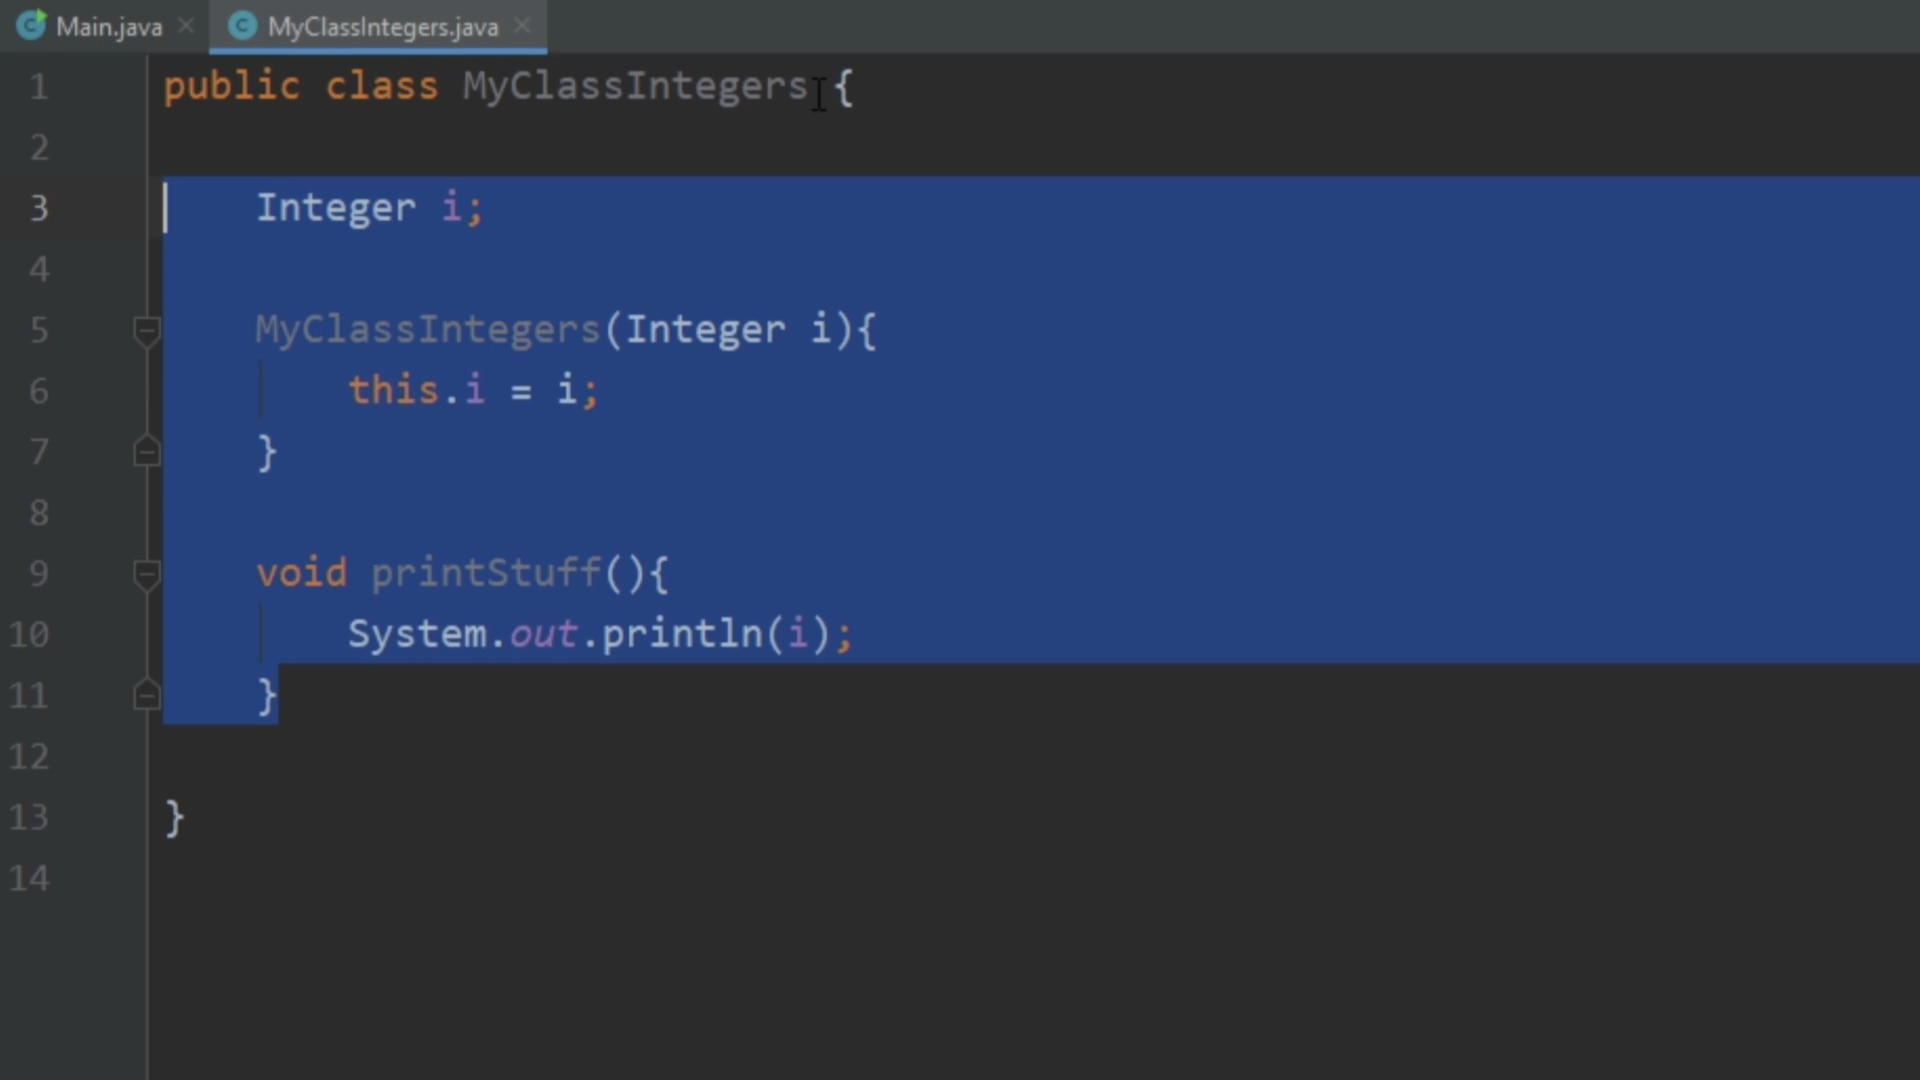 Main.java MyClassIntegers.java
1 public class MyClassIntegers {
2
3 Integer i;
4
5 MyClassIntegers(Integer i){
6 this.i = i;
7 }
8
9 void printStuff(){
10 System.out.println(i);
11 }
12
13 }
14